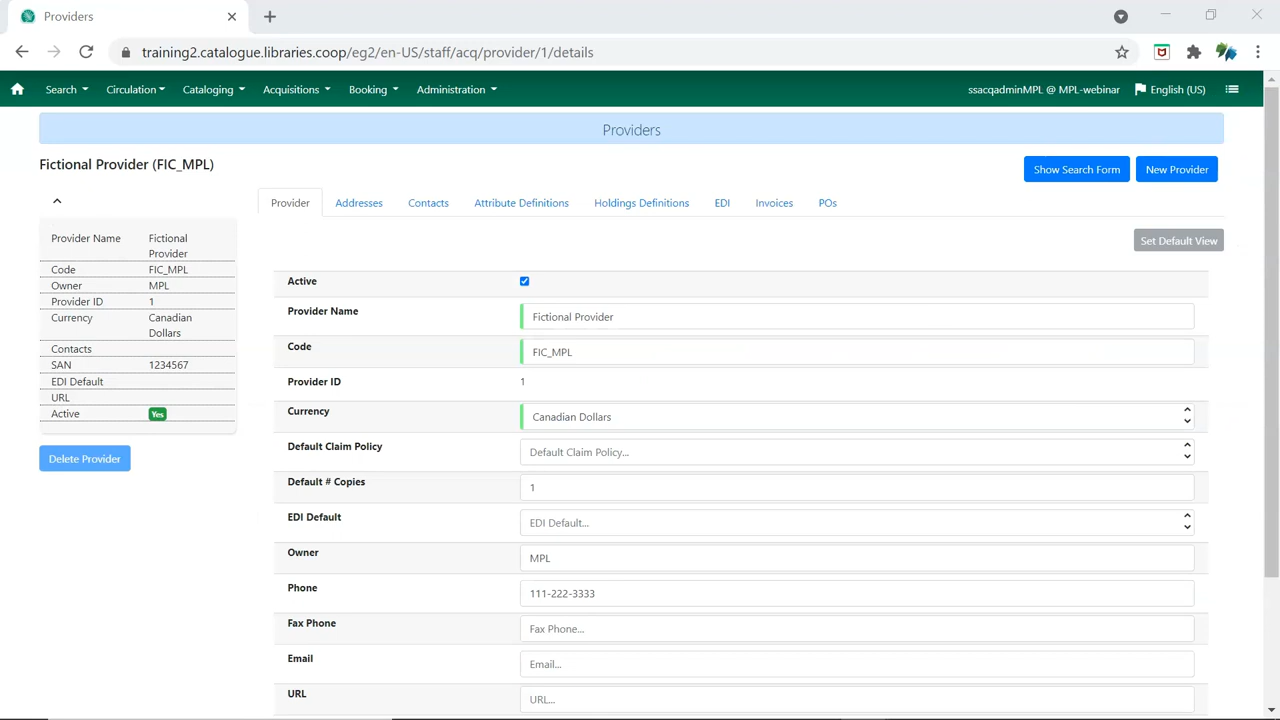 Providers
training2.catalogue.libraries.coop/eg2/en-US/staff/acq/provider/1/details
Search Circulation Cataloging Acquisitions Booking Administration ssacqadminMPL @ MPL-webinar English (US)
Providers
Fictional Provider (FIC_MPL)
Show Search Form New Provider
Provider Addresses Contacts Attribute Definitions Holdings Definitions EDI Invoices POs
Set Default View
Provider Name Fictional
Provider
Code FIC_MPL
Owner MPL
Provider ID 1
Currency Canadian
Dollars
Contacts
SAN 1234567
EDI Default
URL
Active Yes
Delete Provider
Active
Provider Name Fictional Provider
Code FIC_MPL
Provider ID 1
Currency Canadian Dollars
Default Claim Policy Default Claim Policy...
Default # Copies 1
EDI Default EDI Default...
Owner MPL
Phone 111-222-3333
Fax Phone Fax Phone...
Email Email...
URL URL...